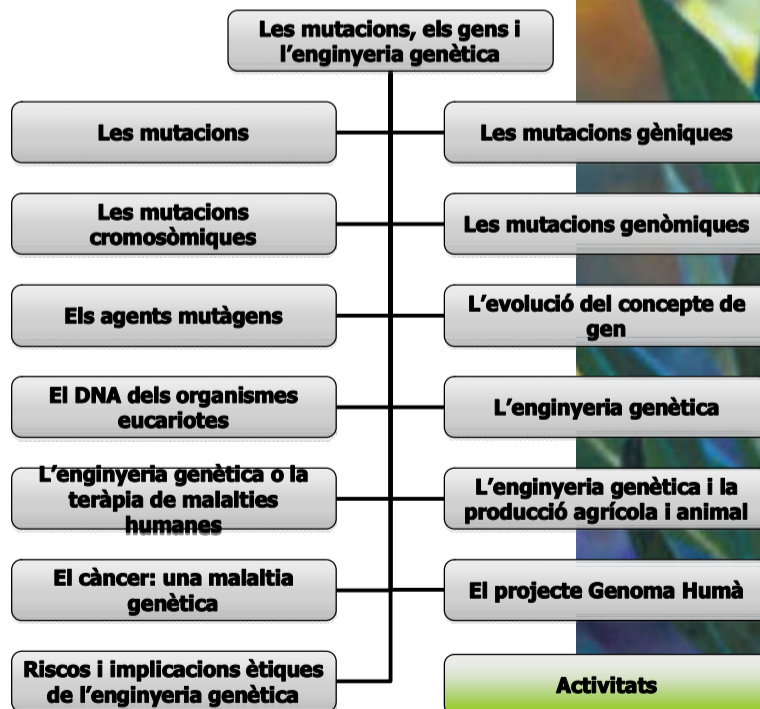 Les mutacions, els gens i
l'enginyeria genètica
Les mutacions
Les mutacions gèniques
Les mutacions
cromosòmiques
Les mutacions genòmiques
Els agents mutàgens
L'evolució del concepte de
gen
El DNA dels organismes
eucariotes
L'enginyeria genètica
L'enginyeria genètica o la
teràpia de malalties
humanes
L'enginyeria genètica i la
producció agrícola i animal
El càncer: una malaltia
genètica
El projecte Genoma Humà
Riscos i implicacions ètiques
de l'enginyeria genètica
Activitats